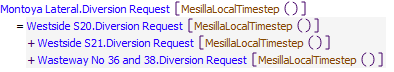 Montoya Lateral.Diversion Request [MesillaLocalTimestep ()]
= Westside S20.Diversion Request [MesillaLocalTimestep ()]
+ Westside S21.Diversion Request [MesillaLocalTimestep ()]
+ Wasteway No 36 and 38.Diversion Request [MesillaLocalTimestep ()]